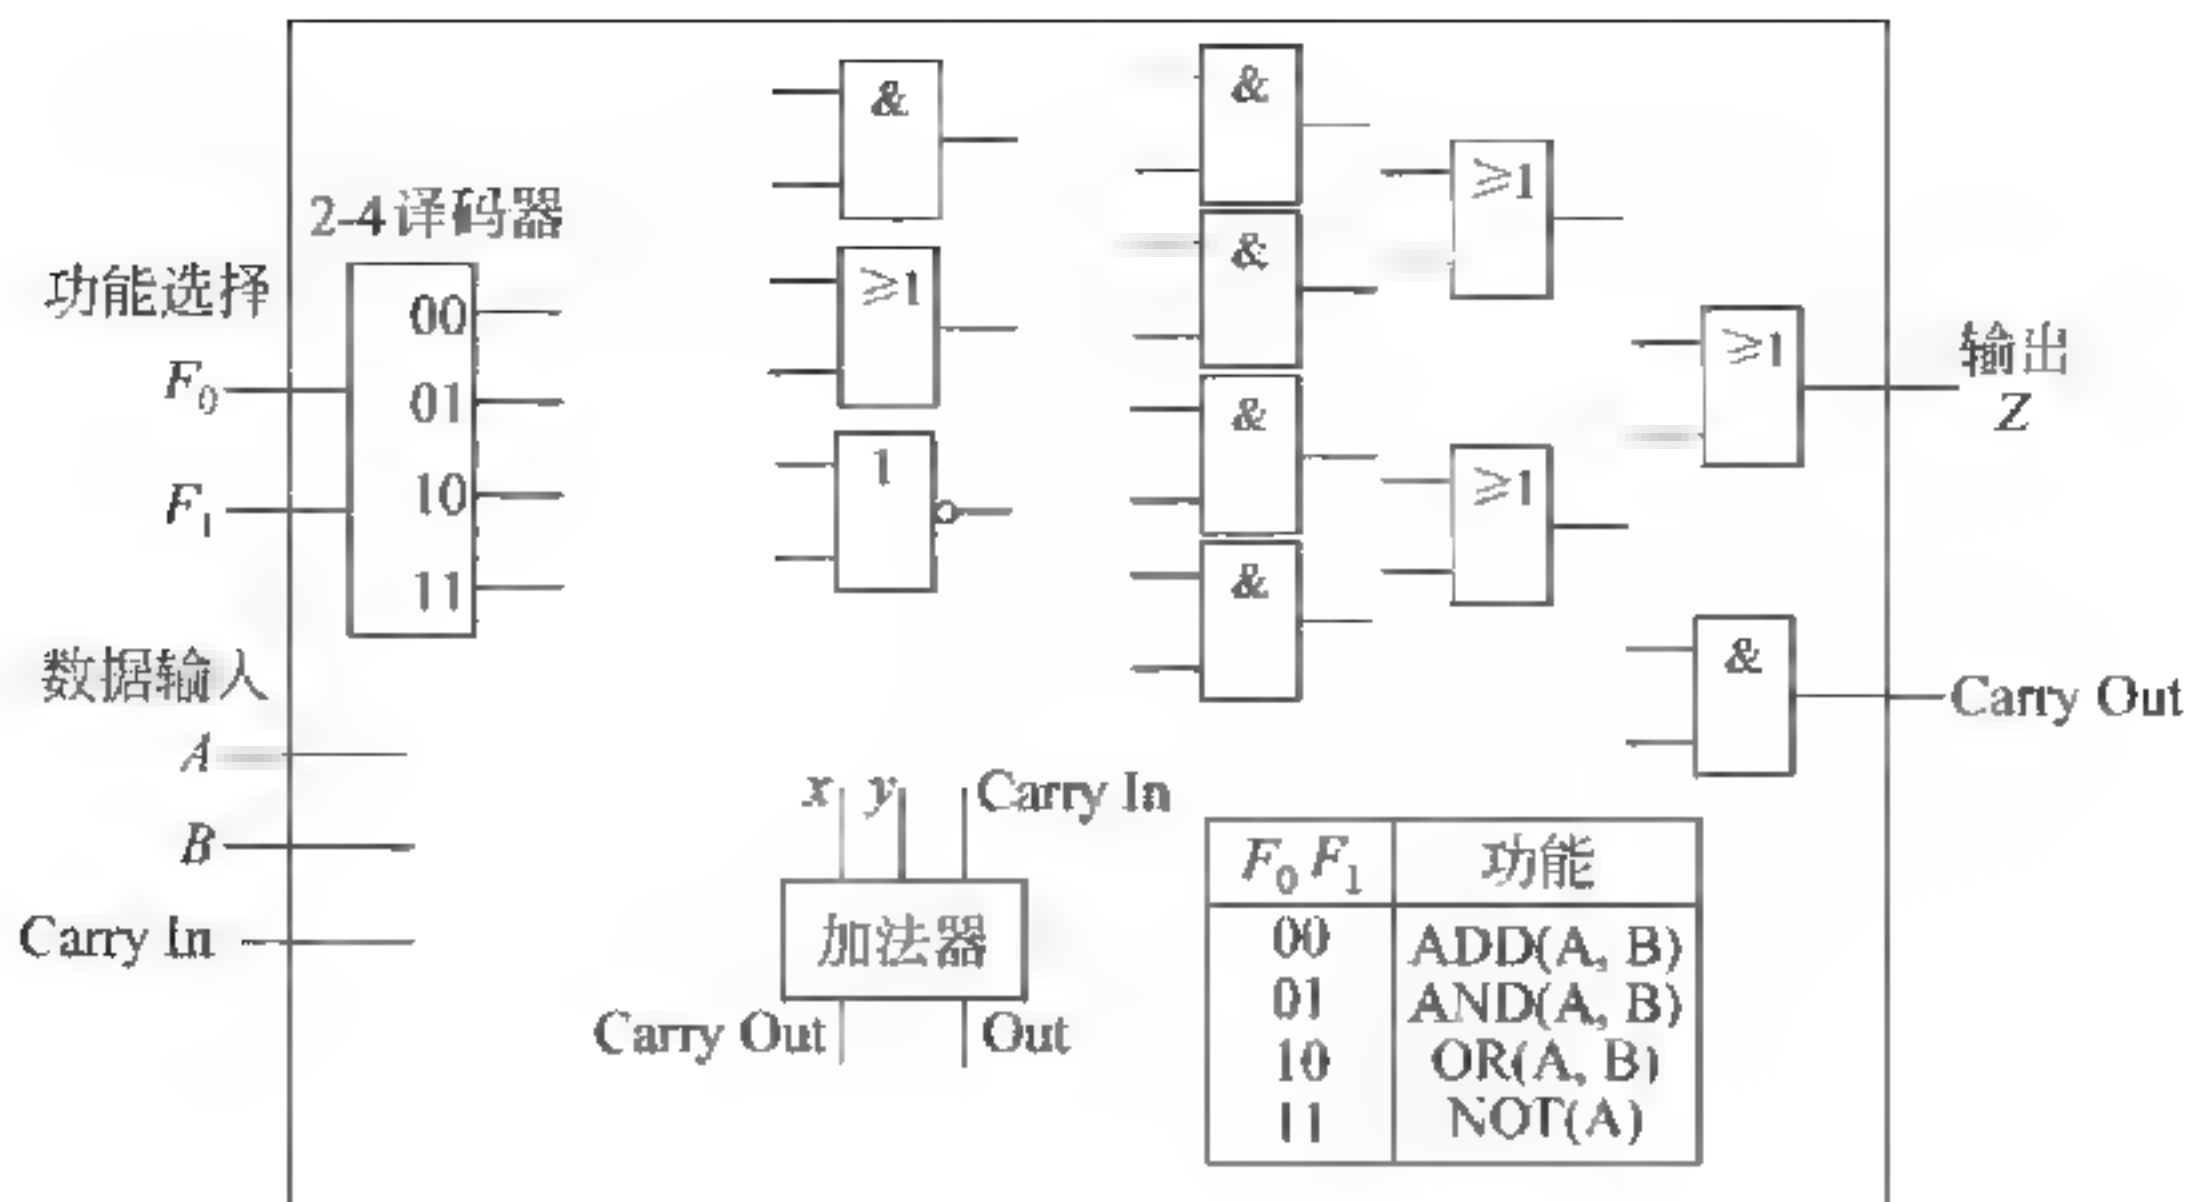 &
&
≥1
2-4译码器
≥1
&
功能选择
00
F₀
01
&
≥1
输出
Z
1
10
≥1
F₁
11
&
数据输入
&
Carry Out
A
x y Carry In
B
Carry In
加法器
Carry Out
Out
F₀ F₁ 功能
00 ADD(A, B)
01 AND(A, B)
10 OR(A, B)
11 NOT(A)